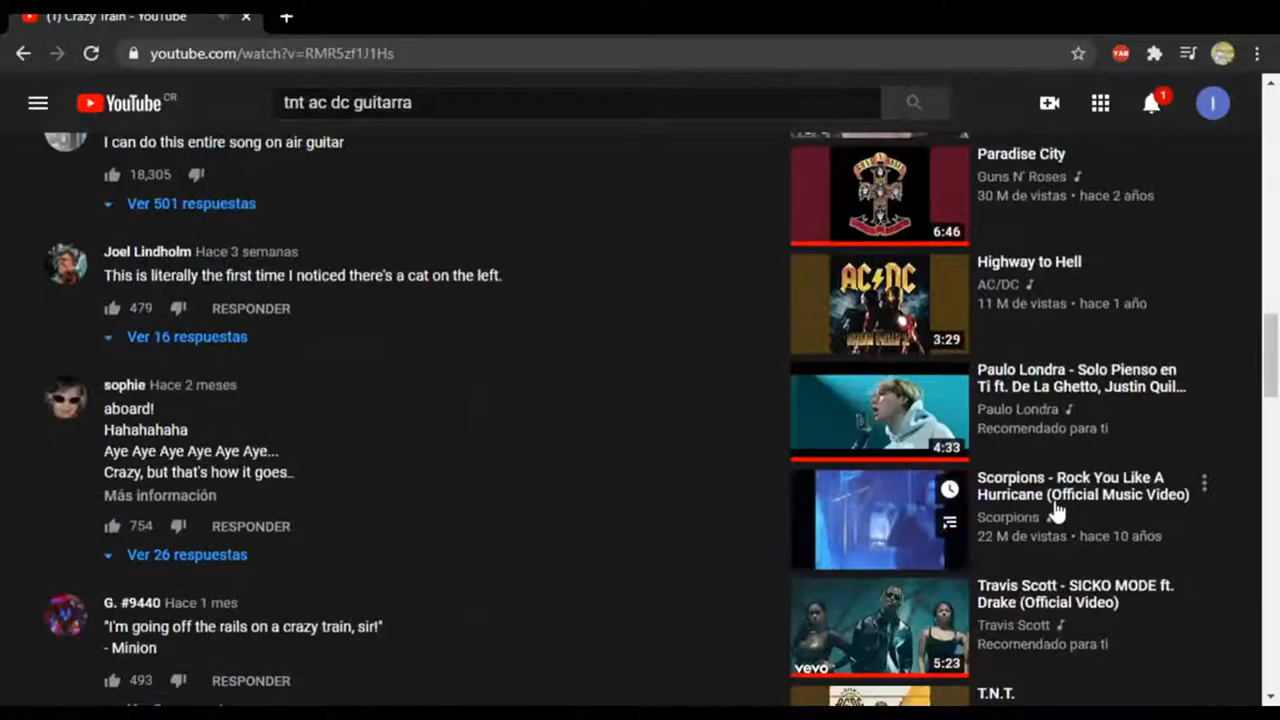 (1) Crazy Train - YouTube
youtube.com/watch?v=RMR5zf1J1Hs
YAB
YouTube CR
tnt ac dc guitarra
1
I
I can do this entire song on air guitar
18,305
Ver 501 respuestas
Joel Lindholm Hace 3 semanas
This is literally the first time I noticed there's a cat on the left.
479 RESPONDER
Ver 16 respuestas
sophie Hace 2 meses
aboard!
Hahahahaha
Aye Aye Aye Aye Aye Aye...
Crazy, but that's how it goes...
Más información
754 RESPONDER
Ver 26 respuestas
G. #9440 Hace 1 mes
"I'm going off the rails on a crazy train, sir!"
- Minion
493 RESPONDER
Paradise City
Guns N' Roses
30 M de vistas • hace 2 años
6:46
Highway to Hell
AC/DC
11 M de vistas • hace 1 año
AC DC
3:29
Paulo Londra - Solo Pienso en
Ti ft. De La Ghetto, Justin Quil...
Paulo Londra
Recomendado para ti
4:33
Scorpions - Rock You Like A
Hurricane (Official Music Video)
Scorpions
22 M de vistas • hace 10 años
Travis Scott - SICKO MODE ft.
Drake (Official Video)
Travis Scott
Recomendado para ti
vevo
5:23
T.N.T.